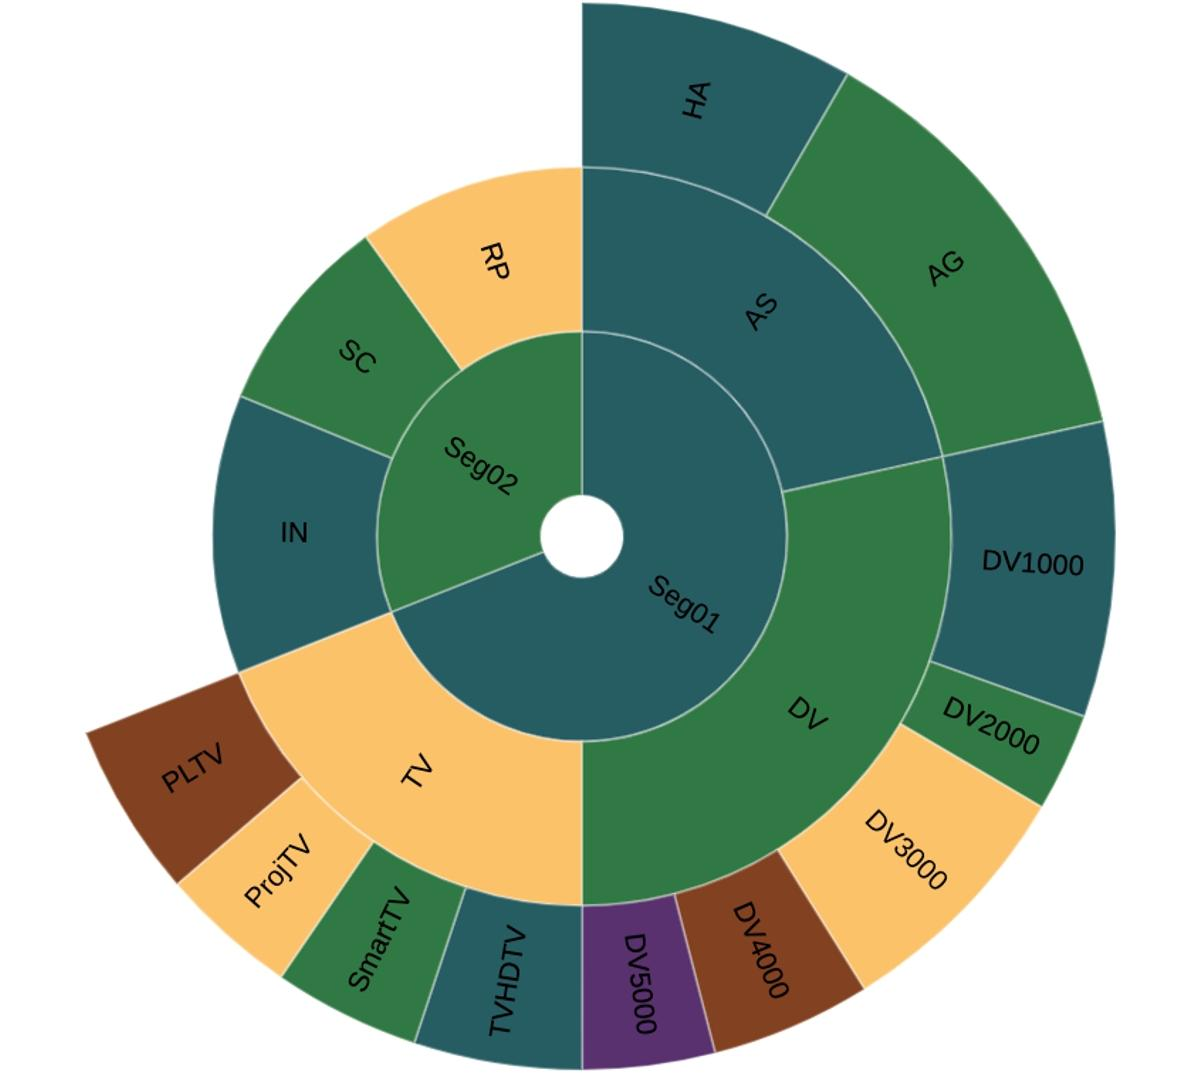 HA
AG
AS
RP
SC
Seg02
IN
Seg01
DV1000
DV2000
DV
DV3000
TV
PLTV
ProjTV
SmartTV
TVHDTV
DV5000
DV4000